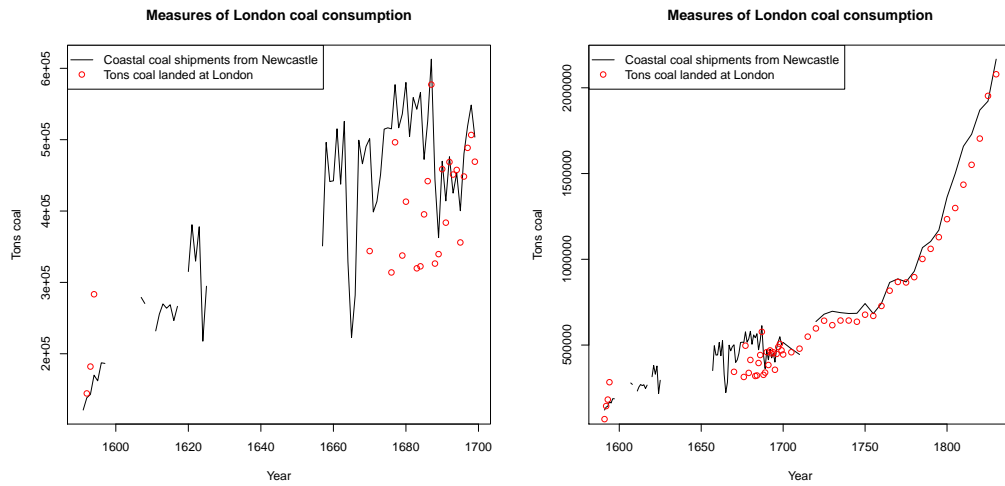 Measures of London coal consumption
Coastal coal shipments from Newcastle
Tons coal landed at London
6e+05
5e+05
4e+05
3e+05
2e+05
Tons coal
1600
1620
1640
1660
1680
1700
Year
Measures of London coal consumption
Coastal coal shipments from Newcastle
Tons coal landed at London
2000000
1500000
1000000
500000
Tons coal
1600
1650
1700
1750
1800
Year